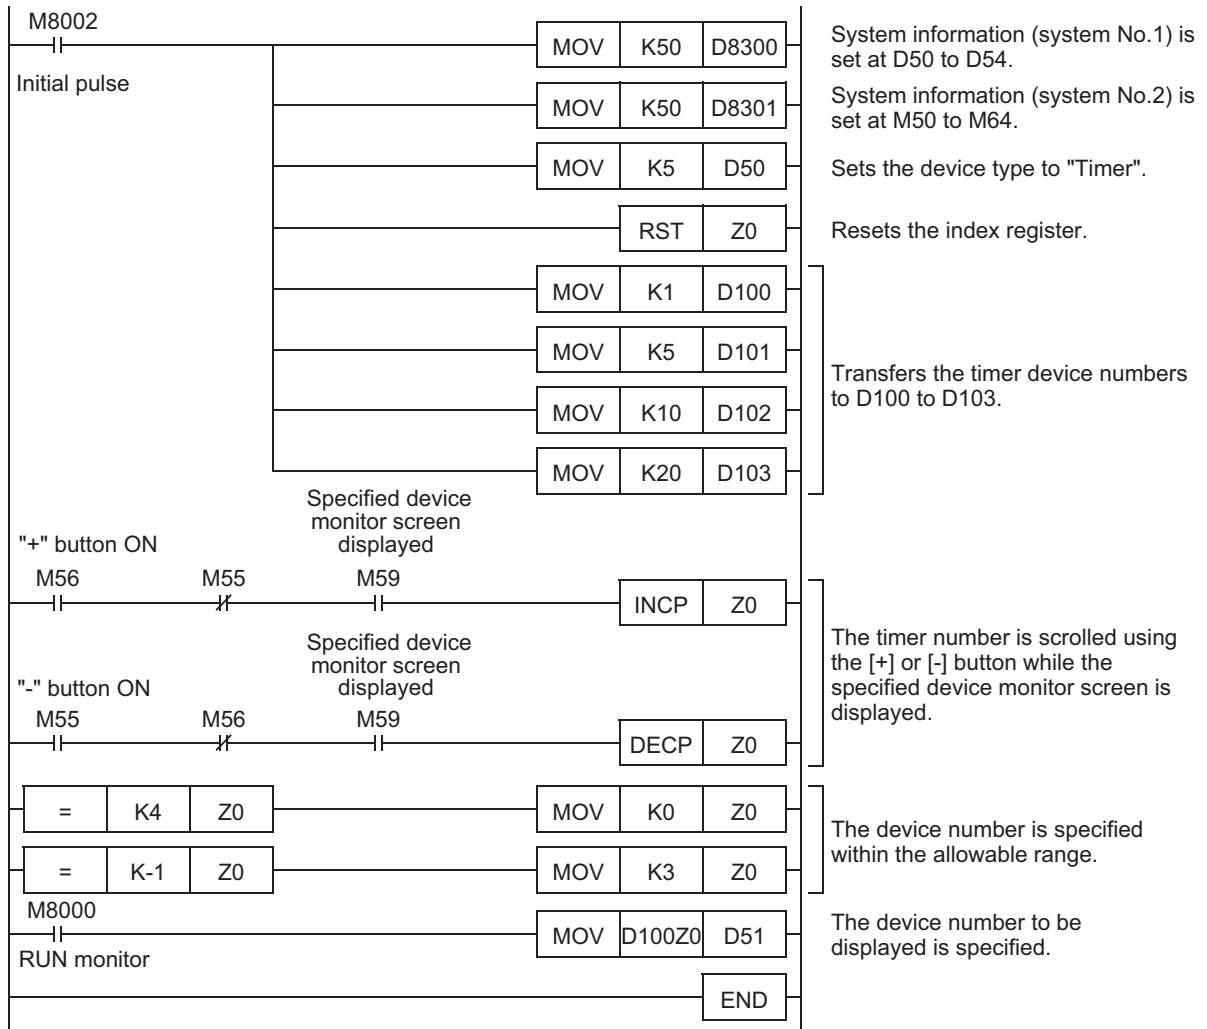 M8002
MOV K50 D8300
System information (system No.1) is
set at D50 to D54.
Initial pulse
MOV K50 D8301
System information (system No.2) is
set at M50 to M64.
MOV K5 D50
Sets the device type to "Timer".
RST Z0
Resets the index register.
MOV K1 D100
MOV K5 D101
MOV K10 D102
MOV K20 D103
Transfers the timer device numbers
to D100 to D103.
"+" button ON
Specified device
monitor screen
displayed
M56 M55 M59
INCP Z0
"-" button ON
Specified device
monitor screen
displayed
M55 M56 M59
DECP Z0
The timer number is scrolled using
the [+] or [-] button while the
specified device monitor screen is
displayed.
= K4 Z0 MOV K0 Z0
= K-1 Z0 MOV K3 Z0
The device number is specified
within the allowable range.
M8000
MOV D100Z0 D51
RUN monitor
The device number to be
displayed is specified.
END